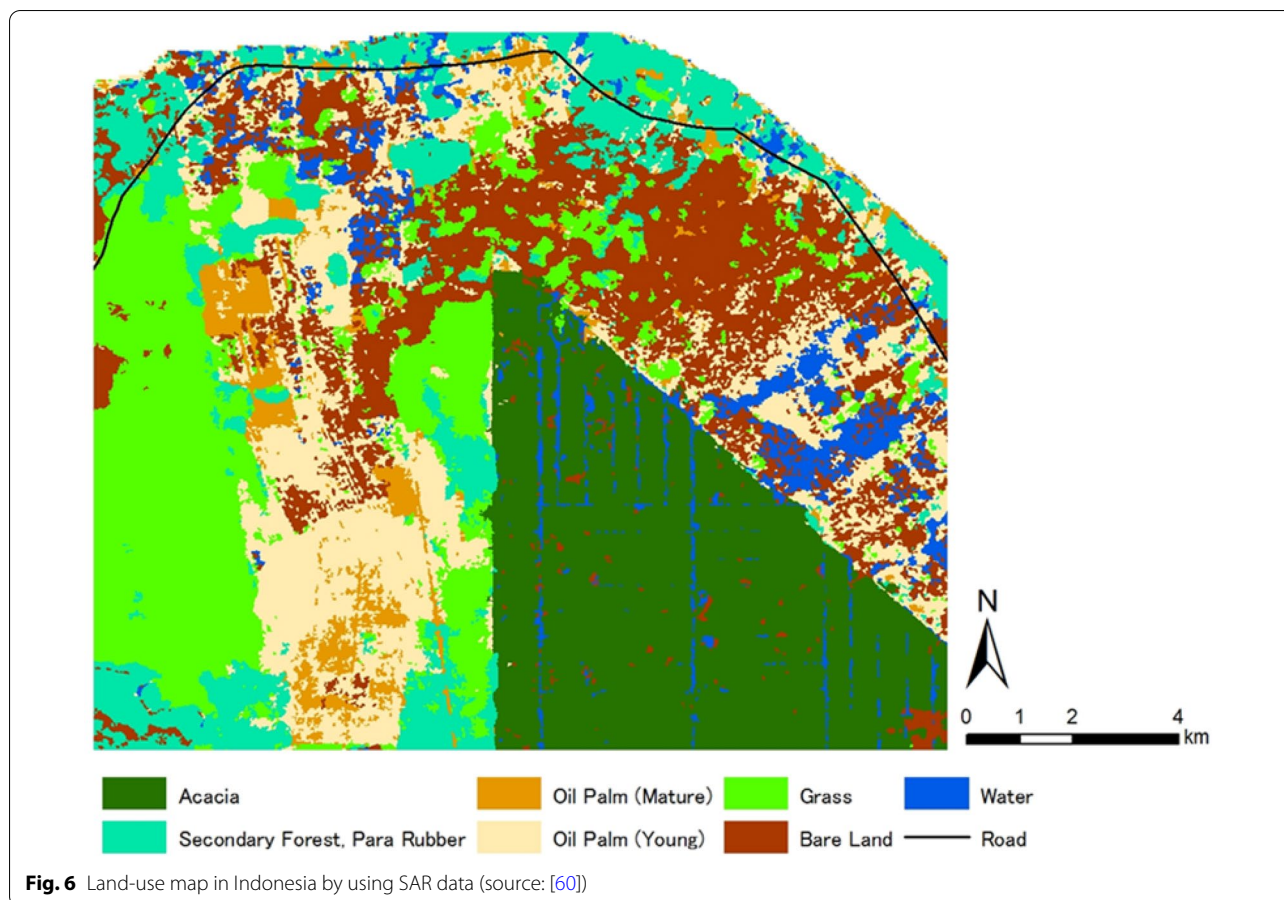 N
0 1 2 4
km
Acacia Oil Palm (Mature) Grass Water
Secondary Forest, Para Rubber Oil Palm (Young) Bare Land Road
Fig. 6 Land-use map in Indonesia by using SAR data (source: [60])